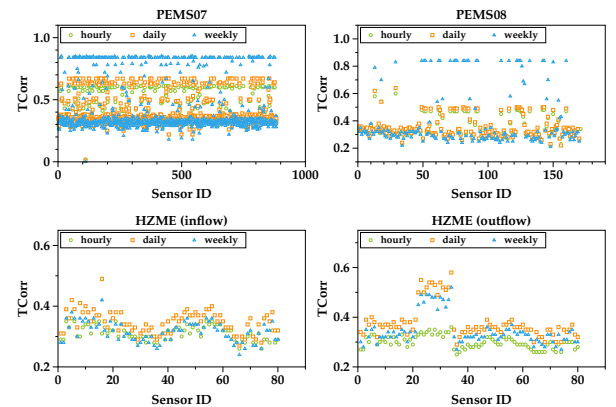 PEMS07
hourly daily weekly
1.0
0.5
0
TCorr
0 500 1000
Sensor ID
PEMS08
hourly daily weekly
1.0
0.8
0.6
0.4
0.2
TCorr
0 50 100 150
Sensor ID
HZME (inflow)
hourly daily weekly
0.6
0.4
0.2
TCorr
0 20 40 60 80
Sensor ID
HZME (outflow)
hourly daily weekly
0.6
0.4
0.2
TCorr
0 20 40 60 80
Sensor ID